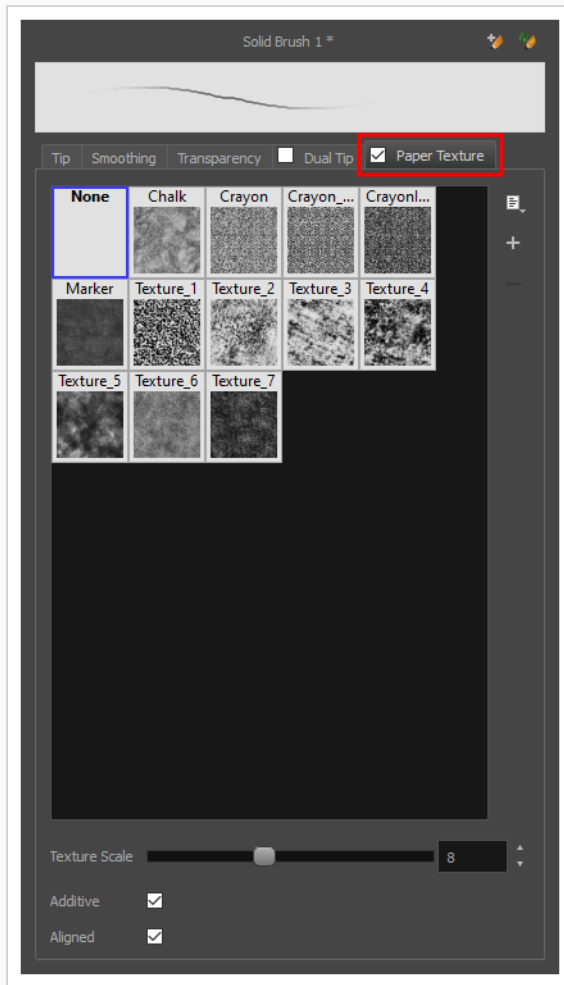 Solid Brush 1 *
Tip Smoothing Transparency Dual Tip Paper Texture
None Chalk Crayon Crayon_... Crayonl...
Marker Texture_1 Texture_2 Texture_3 Texture_4
Texture_5 Texture_6 Texture_7
Texture Scale 8
Additive
Aligned